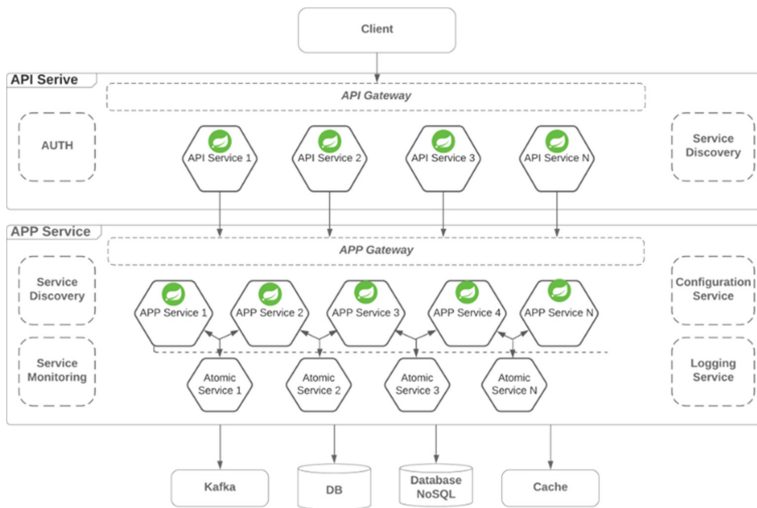 Client
API Serive
API Gateway
AUTH
API Service 1
API Service 2
API Service 3
API Service N
Service
Discovery
APP Service
APP Gateway
Service
Discovery
APP Service 1
APP Service 2
APP Service 3
APP Service 4
APP Service N
Configuration
Service
Service
Monitoring
Atomic
Service 1
Atomic
Service 2
Atomic
Service 3
Atomic
Service N
Logging
Service
Kafka
DB
Database
NoSQL
Cache